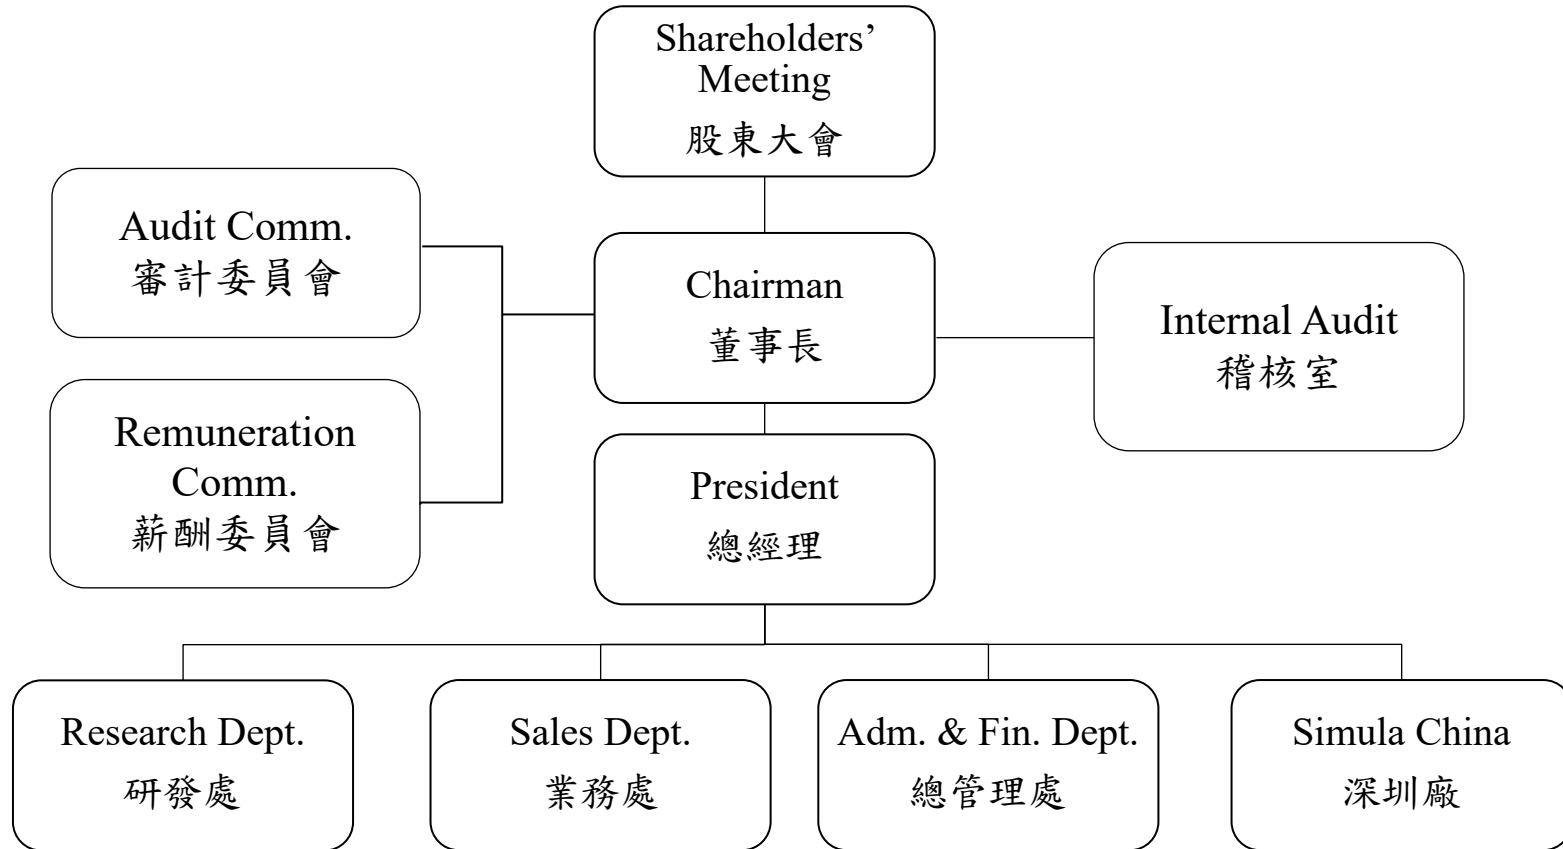 Shareholders’
Meeting
股東大會
Audit Comm.
審計委員會
Chairman
董事長
Internal Audit
稽核室
Remuneration
Comm.
薪酬委員會
President
總經理
Research Dept.
研發處
Sales Dept.
業務處
Adm. & Fin. Dept.
總管理處
Simula China
深圳廠